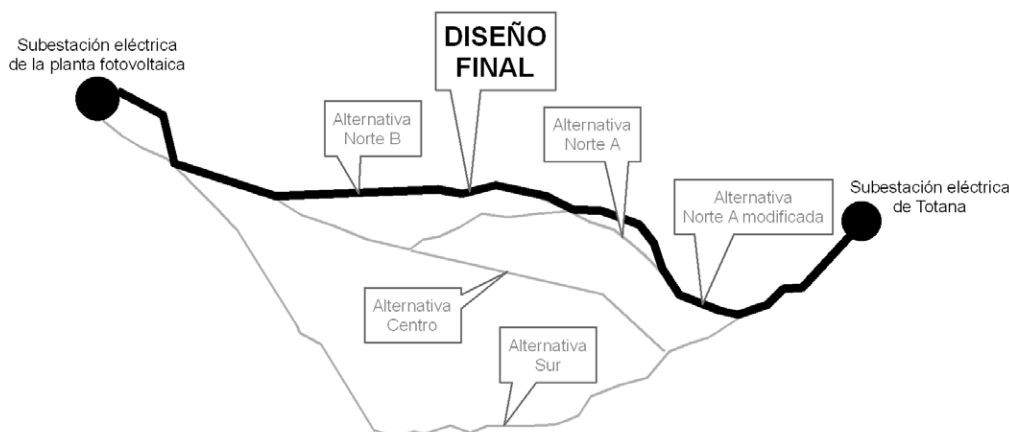 Subestación eléctrica
de la planta fotovoltaica
DISEÑO
FINAL
Alternativa
Norte B
Alternativa
Norte A
Alternativa
Norte A modificada
Subestación eléctrica
de Totana
Alternativa
Centro
Alternativa
Sur